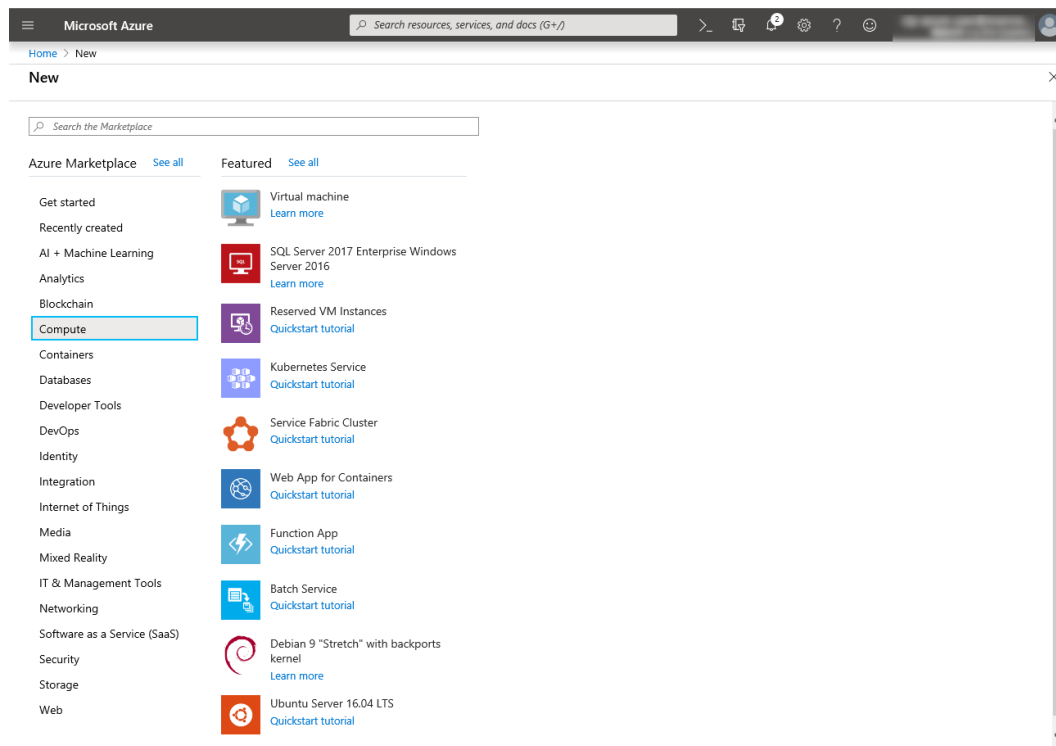 Microsoft Azure
Search resources, services, and docs (G+/)
2
Home > New
New
Search the Marketplace
Azure Marketplace See all
Get started
Recently created
AI + Machine Learning
Analytics
Blockchain
Compute
Containers
Databases
Developer Tools
DevOps
Identity
Integration
Internet of Things
Media
Mixed Reality
IT & Management Tools
Networking
Software as a Service (SaaS)
Security
Storage
Web
Featured See all
Virtual machine
Learn more
SQL
SQL Server 2017 Enterprise Windows
Server 2016
Learn more
Reserved VM Instances
Quickstart tutorial
Kubernetes Service
Quickstart tutorial
Service Fabric Cluster
Quickstart tutorial
Web App for Containers
Quickstart tutorial
Function App
Quickstart tutorial
Batch Service
Quickstart tutorial
Debian 9 "Stretch" with backports
kernel
Learn more
Ubuntu Server 16.04 LTS
Quickstart tutorial